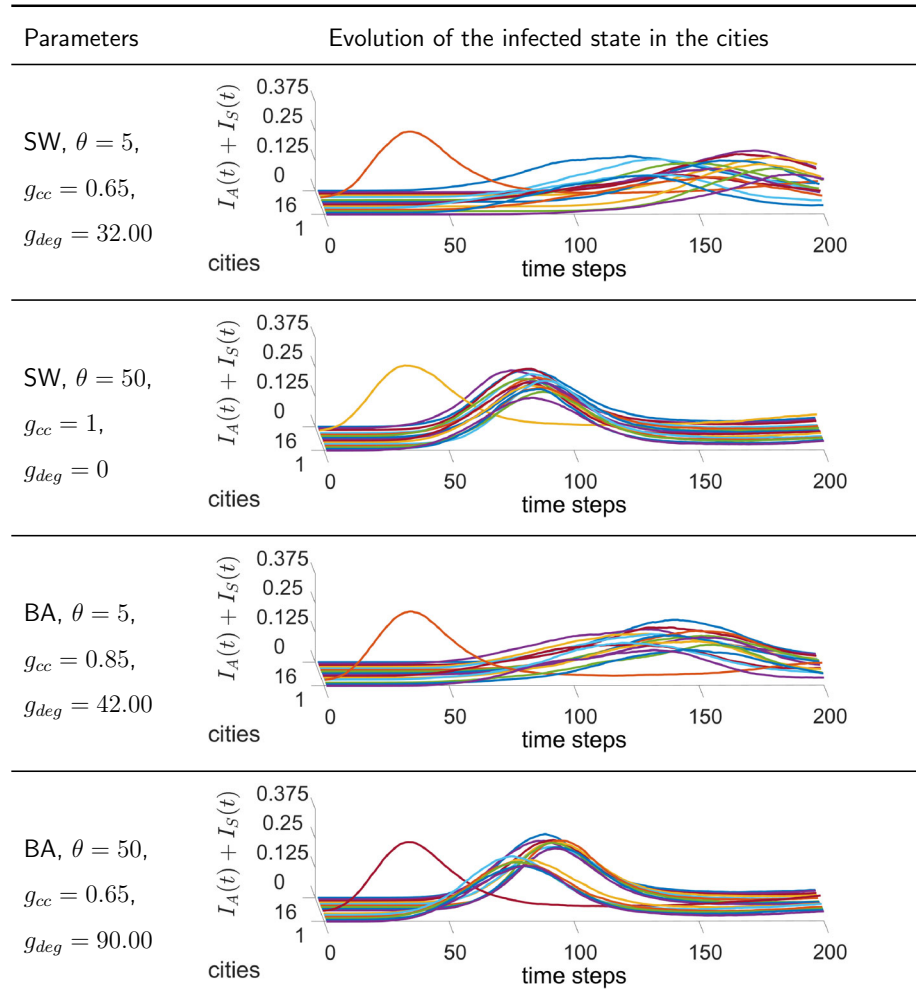 Parameters
Evolution of the infected state in the cities
SW, θ = 5,
g_cc = 0.65,
g_deg = 32.00
I_A(t) + I_S(t)
0.375
0.25
0.125
0
16
1
0
50
100
150
200
cities
time steps
SW, θ = 50,
g_cc = 1,
g_deg = 0
I_A(t) + I_S(t)
0.375
0.25
0.125
0
16
1
0
50
100
150
200
cities
time steps
BA, θ = 5,
g_cc = 0.85,
g_deg = 42.00
I_A(t) + I_S(t)
0.375
0.25
0.125
0
16
1
0
50
100
150
200
cities
time steps
BA, θ = 50,
g_cc = 0.65,
g_deg = 90.00
I_A(t) + I_S(t)
0.375
0.25
0.125
0
16
1
0
50
100
150
200
cities
time steps